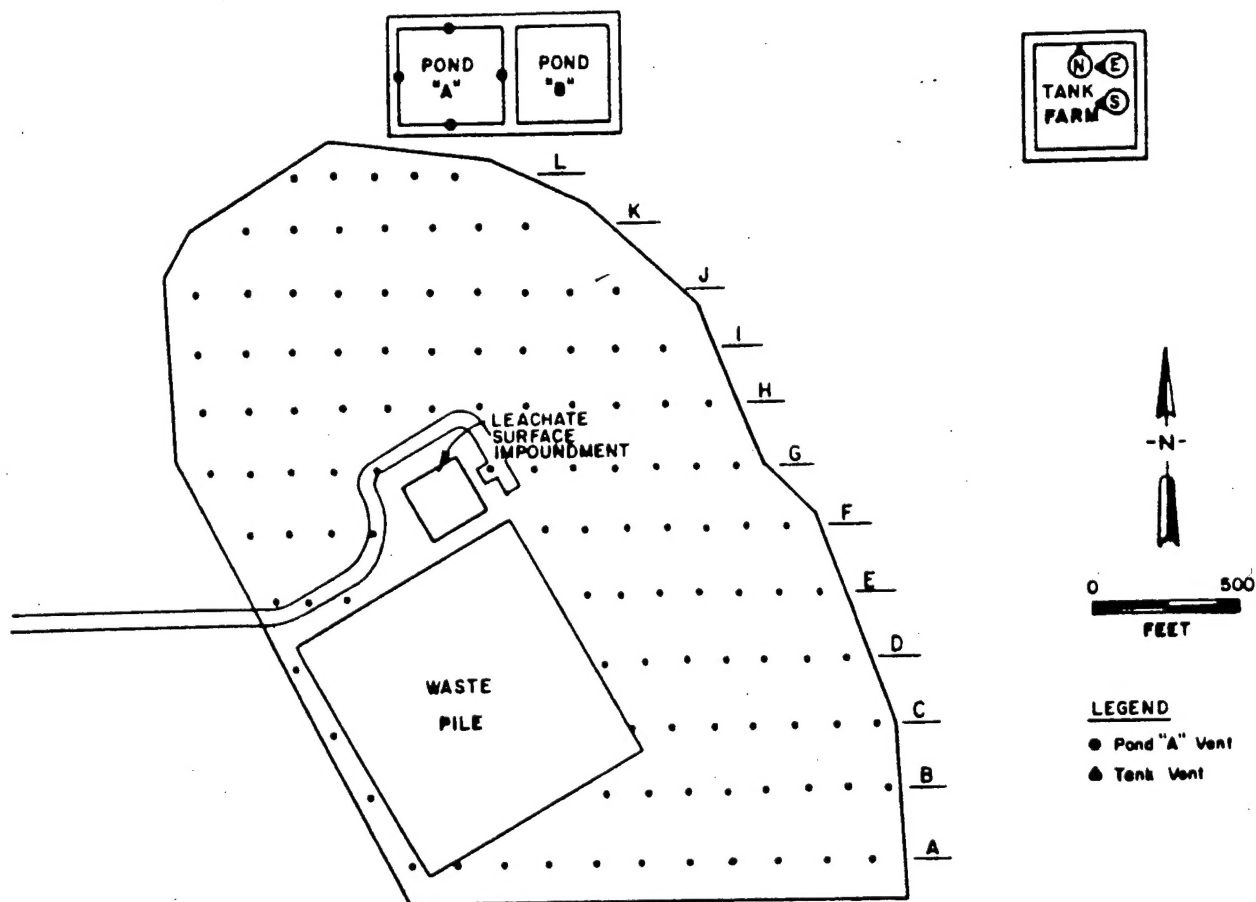 POND
"A"
POND
"B"
N
E
TANK
S
FARM
L
K
J
I
H
LEACHATE
SURFACE
IMPOUNDMENT
G
F
-N-
E
0 500
FEET
D
WASTE
PILE
C
LEGEND
Pond "A" Vent
Tank Vent
B
A